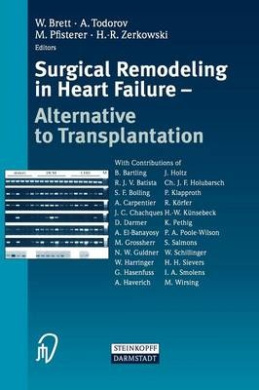 W. Brett · A. Todorov
M. Pfisterer · H.-R. Zerkowski
Editors
Surgical Remodeling
in Heart Failure –
Alternative
to Transplantation
With Contributions of
B. Bartling
R. J. V. Batista
S. F. Bolling
A. Carpentier
J. C. Chachques
D. Darmer
A. El-Banayosy
M. Grossherr
N. W. Guldner
W. Harringer
G. Hasenfuss
A. Haverich
J. Holtz
Ch. J. F. Holubarsch
P. Klapproth
R. Körfer
H.-W. Künsebeck
K. Pethig
P. A. Poole-Wilson
S. Salmons
W. Schillinger
H. H. Sievers
I. A. Smolens
M. Wirsing
STEINKOPFF
DARMSTADT